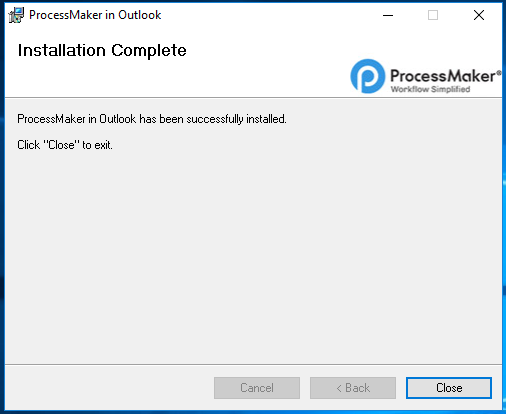 ProcessMaker in Outlook
Installation Complete
ProcessMaker®
Workflow Simplified
ProcessMaker in Outlook has been successfully installed.
Click "Close" to exit.
Cancel
< Back
Close